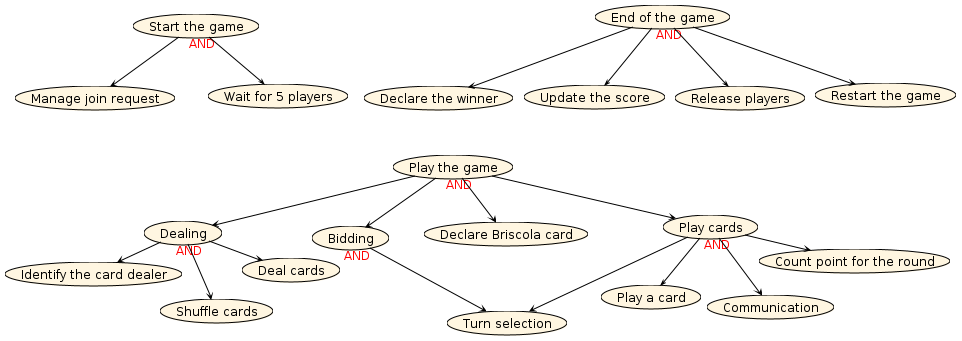 Start the game
AND
Manage join request
Wait for 5 players
End of the game
AND
Declare the winner
Update the score
Release players
Restart the game
Play the game
AND
Dealing
AND
Bidding
AND
Declare Briscola card
Play cards
AND
Identify the card dealer
Deal cards
Shuffle cards
Turn selection
Play a card
Communication
Count point for the round